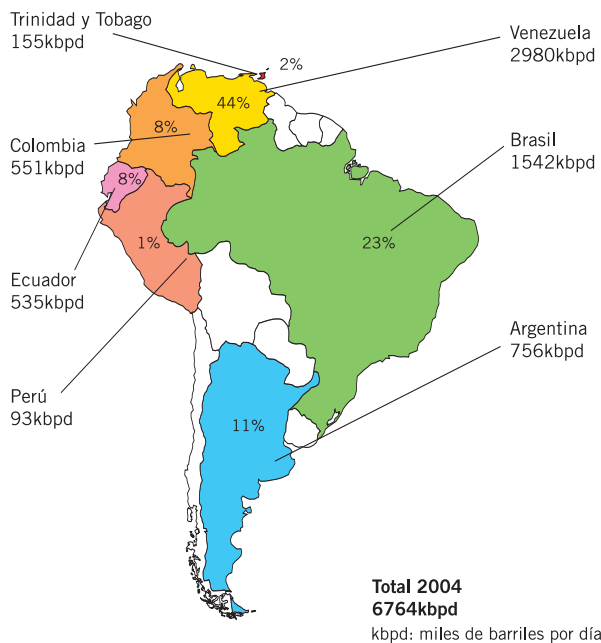 Trinidad y Tobago
155kbpd
2%
Venezuela
2980kbpd
44%
8%
Colombia
551kbpd
Brasil
1542kbpd
8%
1%
23%
Ecuador
535kbpd
Argentina
756kbpd
Perú
93kbpd
11%
Total 2004
6764kbpd
kbpd: miles de barriles por día